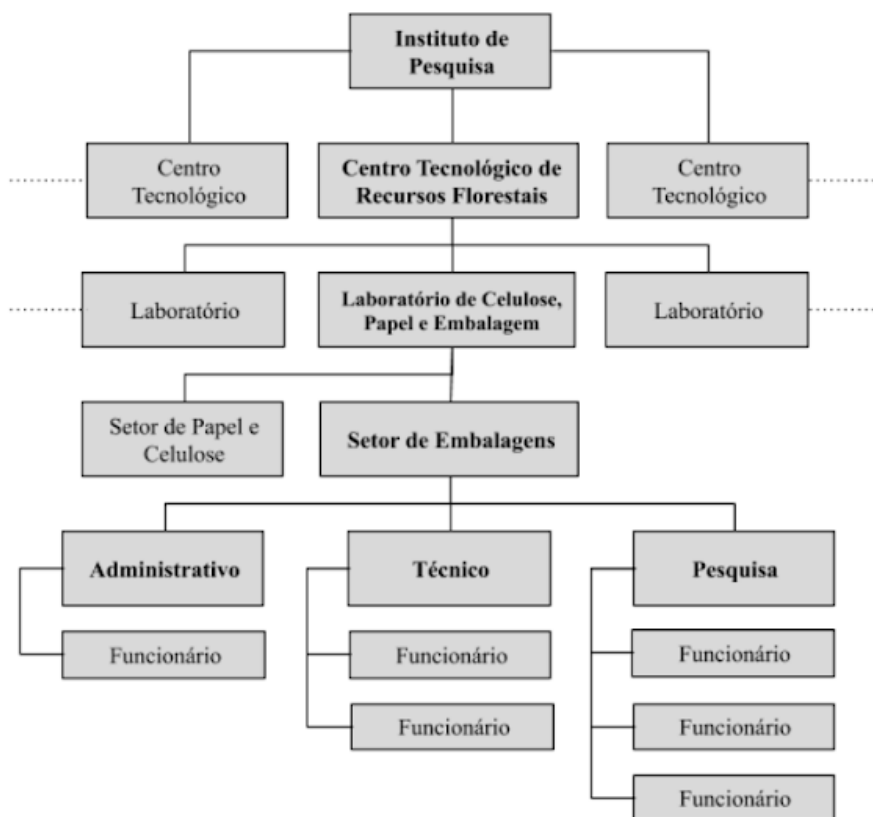 Instituto de
Pesquisa
Centro
Tecnológico
Centro Tecnológico de
Recursos Florestais
Centro
Tecnológico
Laboratório
Laboratório de Celulose,
Papel e Embalagem
Laboratório
Setor de Papel e
Celulose
Setor de Embalagens
Administrativo
Técnico
Pesquisa
Funcionário
Funcionário
Funcionário
Funcionário
Funcionário
Funcionário